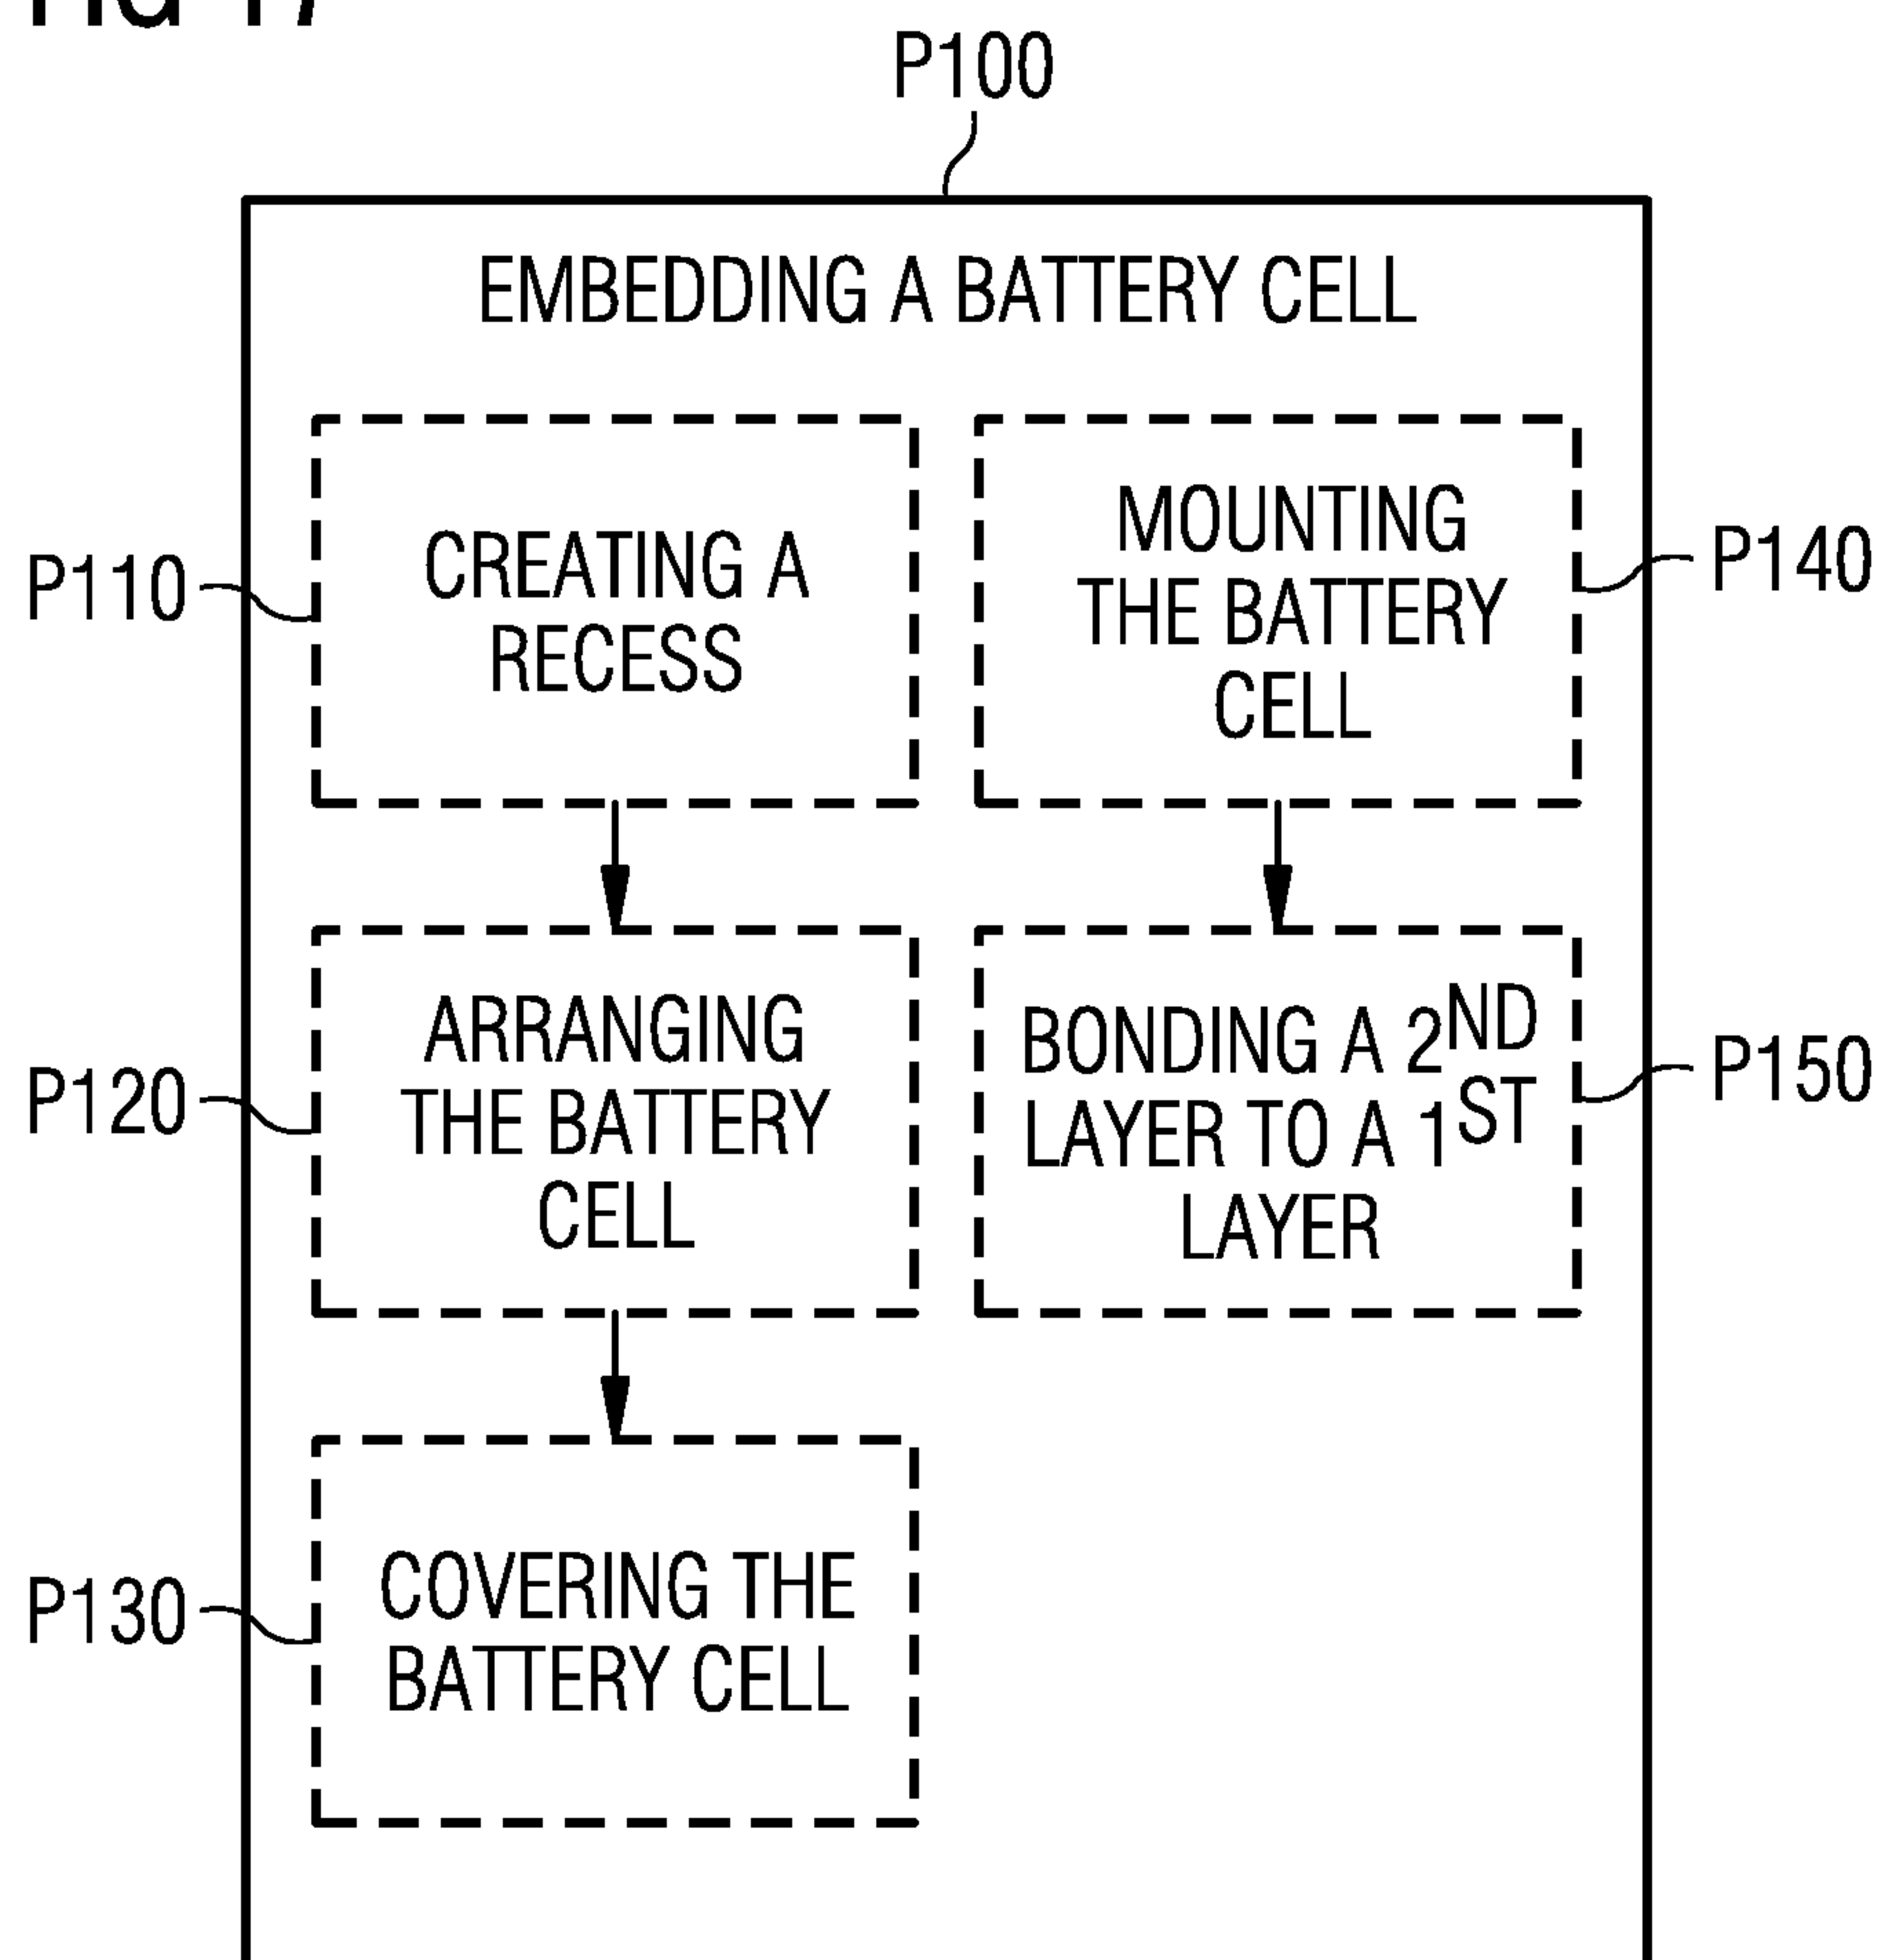 P100
EMBEDDING A BATTERY CELL
P110
CREATING A
RECESS
MOUNTING
THE BATTERY
CELL
P140
P120
ARRANGING
THE BATTERY
CELL
BONDING A 2ND
LAYER TO A 1ST
LAYER
P150
P130
COVERING THE
BATTERY CELL